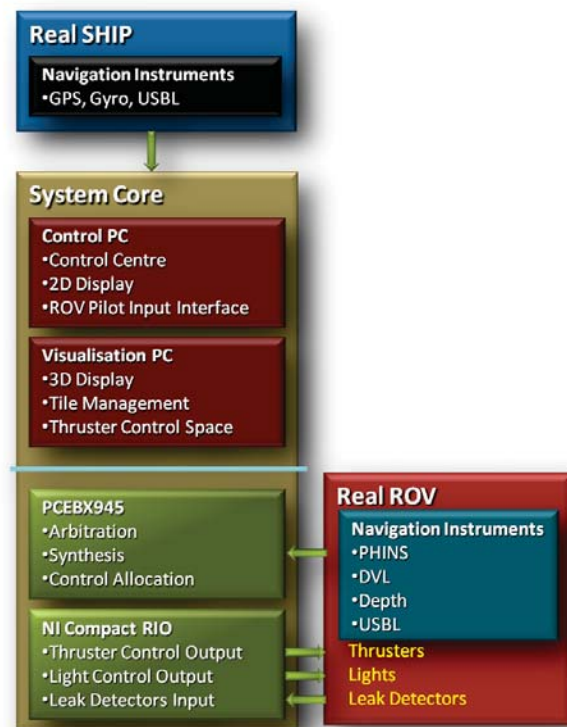 Real SHIP
Navigation Instruments
•GPS, Gyro, USBL
System Core
Control PC
•Control Centre
•2D Display
•ROV Pilot Input Interface
Visualisation PC
•3D Display
•Tile Management
•Thruster Control Space
PCEBX945
•Arbitration
•Synthesis
•Control Allocation
NI Compact RIO
•Thruster Control Output
•Light Control Output
•Leak Detectors Input
Real ROV
Navigation Instruments
•PHINS
•DVL
•Depth
•USBL
Thrusters
Lights
Leak Detectors